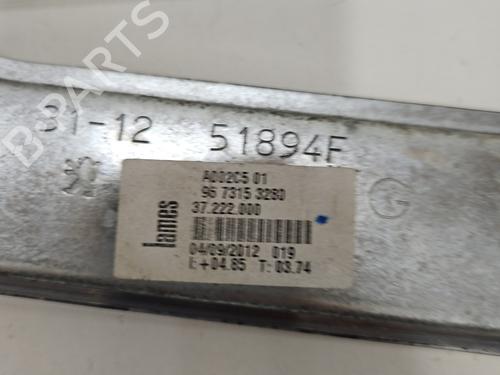 31-12 51894F
G
A002C5 01
96 7315 3280
37.222.000
lames
04/09/2012 019
E:+04.85 T: 03.74
B-PARTS